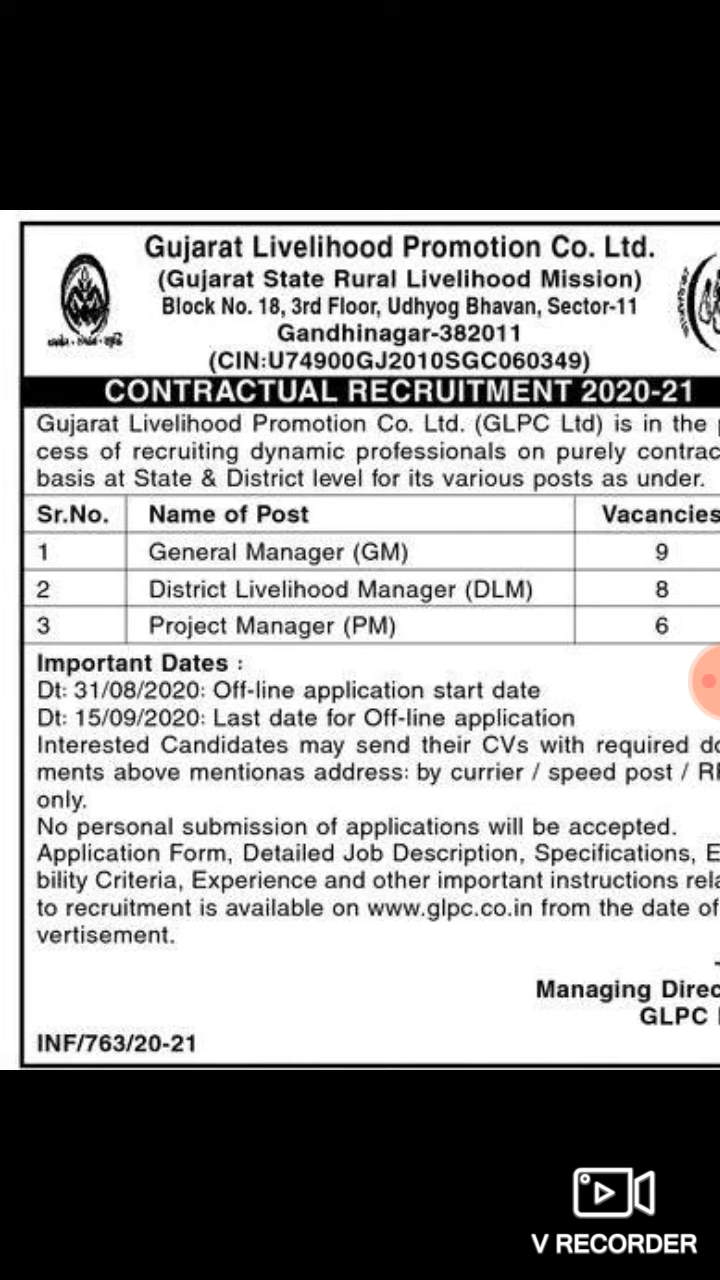 Gujarat Livelihood Promotion Co. Ltd.
(Gujarat State Rural Livelihood Mission)
Block No. 18, 3rd Floor, Udhyog Bhavan, Sector-11
Gandhinagar-382011
(CIN:U74900GJ2010SGC060349)
CONTRACTUAL RECRUITMENT 2020-21
Gujarat Livelihood Promotion Co. Ltd. (GLPC Ltd) is in the
cess of recruiting dynamic professionals on purely contrac
basis at State & District level for its various posts as under.
Sr.No. Name of Post Vacancies
1 General Manager (GM) 9
2 District Livelihood Manager (DLM) 8
3 Project Manager (PM) 6
Important Dates :
Dt: 31/08/2020: Off-line application start date
Dt: 15/09/2020: Last date for Off-line application
Interested Candidates may send their CVs with required do
ments above mentionas address: by currier / speed post /
only.
No personal submission of applications will be accepted.
Application Form, Detailed Job Description, Specifications, E
bility Criteria, Experience and other important instructions rela
to recruitment is available on www.glpc.co.in from the date of
vertisement.
Managing Direc
GLPC
INF/763/20-21
V RECORDER